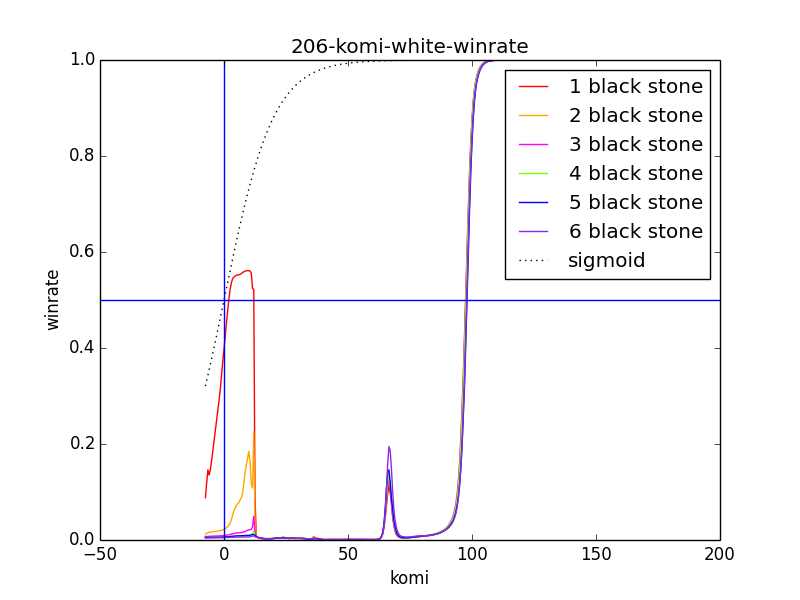 206-komi-white-winrate
1.0
0.8
0.6
0.4
0.2
0.0
winrate
1 black stone
2 black stone
3 black stone
4 black stone
5 black stone
6 black stone
sigmoid
−50
0
50
100
150
200
komi